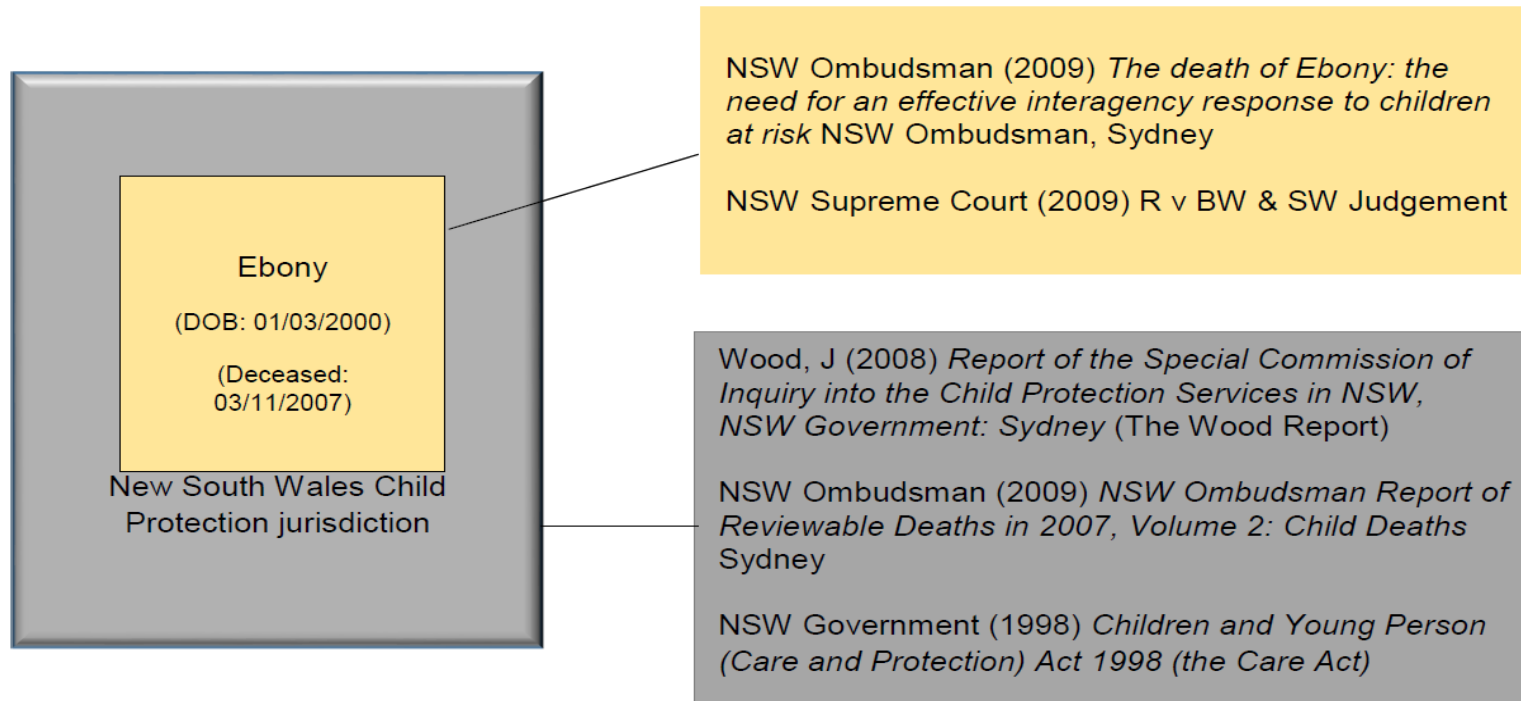 Ebony
(DOB: 01/03/2000)
(Deceased:
03/11/2007)
New South Wales Child
Protection jurisdiction
NSW Ombudsman (2009) The death of Ebony: the
need for an effective interagency response to children
at risk NSW Ombudsman, Sydney
NSW Supreme Court (2009) R v BW & SW Judgement
Wood, J (2008) Report of the Special Commission of
Inquiry into the Child Protection Services in NSW,
NSW Government: Sydney (The Wood Report)
NSW Ombudsman (2009) NSW Ombudsman Report of
Reviewable Deaths in 2007, Volume 2: Child Deaths
Sydney
NSW Government (1998) Children and Young Person
(Care and Protection) Act 1998 (the Care Act)